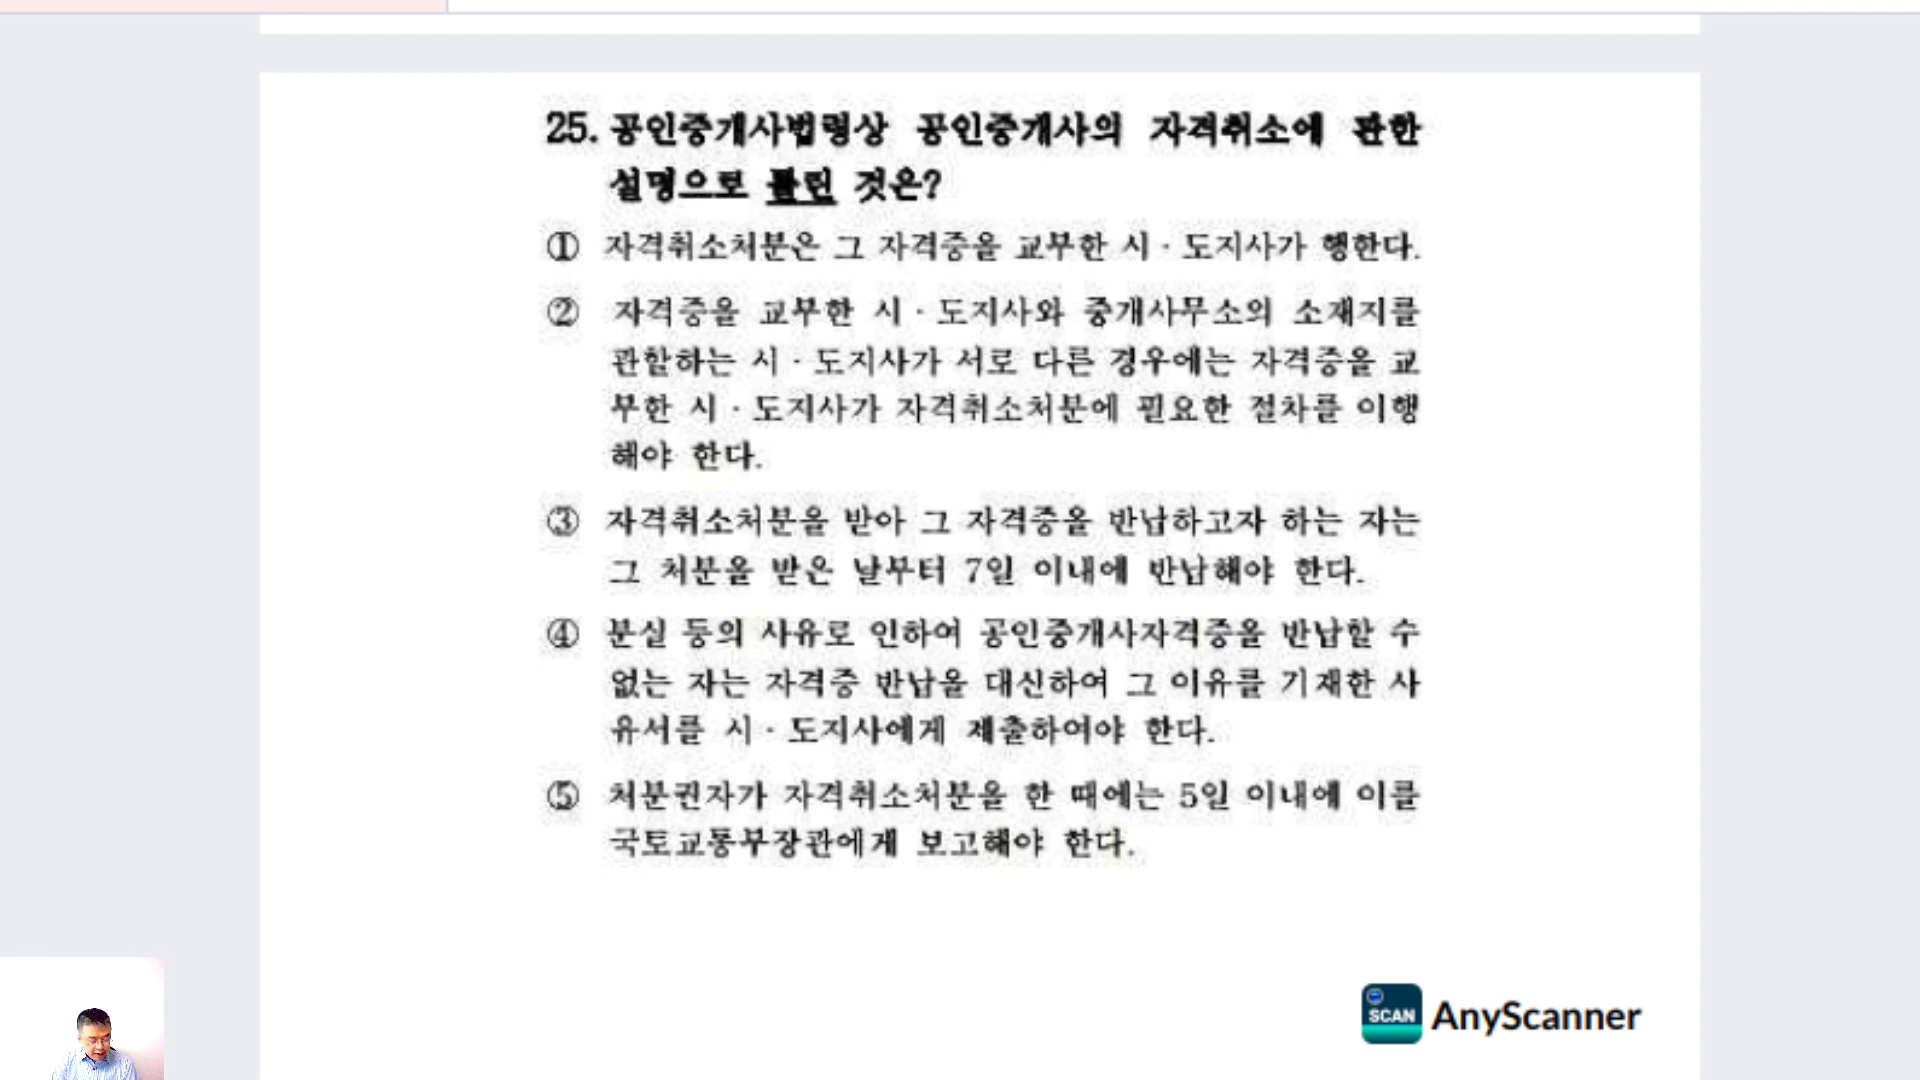 25. 공인중개사법령상 공인중개사의 자격취소에 관한
설명으로 틀린 것은?
① 자격취소처분은 그 자격증을 교부한 시·도지사가 행한다.
② 자격증을 교부한 시·도지사와 중개사무소의 소재지를
관할하는 시·도지사가 서로 다른 경우에는 자격증을 교
부한 시·도지사가 자격취소처분에 필요한 절차를 이행
해야 한다.
③ 자격취소처분을 받아 그 자격증을 반납하고자 하는 자는
그 처분을 받은 날부터 7일 이내에 반납해야 한다.
④ 분실 등의 사유로 인하여 공인중개사자격증을 반납할 수
없는 자는 자격증 반납을 대신하여 그 이유를 기재한 사
유서를 시·도지사에게 제출하여야 한다.
⑤ 처분권자가 자격취소처분을 한 때에는 5일 이내에 이를
국토교통부장관에게 보고해야 한다.
SCAN AnyScanner